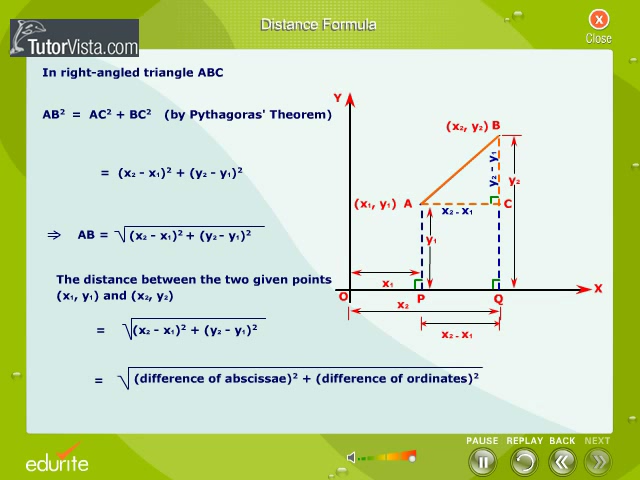 Distance Formula
Close
TutorVista.com
In right-angled triangle ABC
AB² = AC² + BC² (by Pythagoras' Theorem)
= (x₂ - x₁)² + (y₂ - y₁)²
⇒ AB = √(x₂ - x₁)² + (y₂ - y₁)²
The distance between the two given points
(x₁, y₁) and (x₂, y₂)
= √(x₂ - x₁)² + (y₂ - y₁)²
= √(difference of abscissae)² + (difference of ordinates)²
Y
(x₂, y₂) B
y₂ - y₁
y₂
(x₁, y₁) A
C
x₂ - x₁
y₁
x₁
X
O
P
Q
x₂
x₂ - x₁
PAUSE REPLAY BACK NEXT
edurite